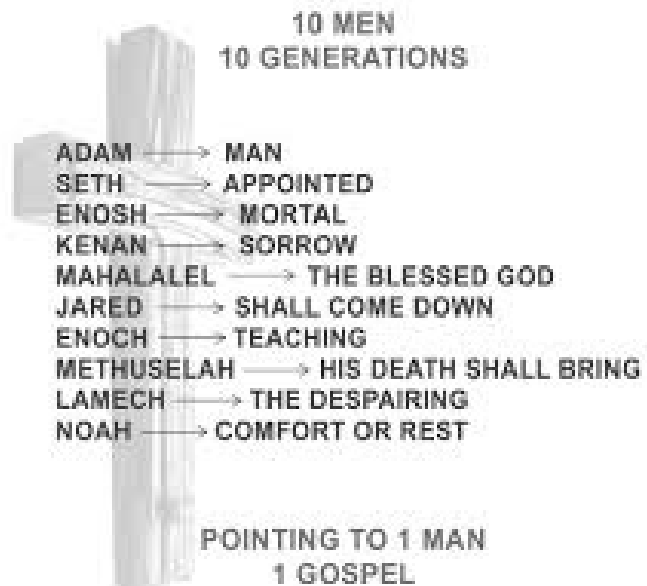 10 MEN
10 GENERATIONS
ADAM → MAN
SETH → APPOINTED
ENOSH → MORTAL
KENAN → SORROW
MAHALALEL → THE BLESSED GOD
JARED → SHALL COME DOWN
ENOCH → TEACHING
METHUSELAH → HIS DEATH SHALL BRING
LAMECH → THE DESPAIRING
NOAH → COMFORT OR REST
POINTING TO 1 MAN
1 GOSPEL